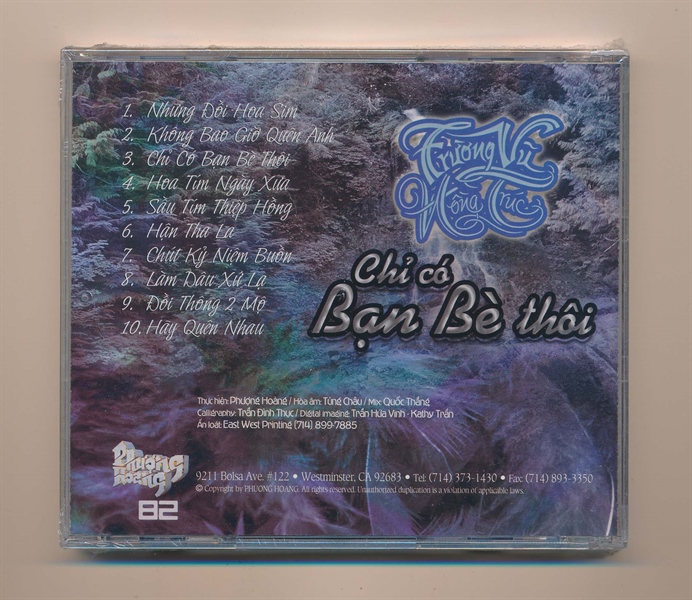 1. Những Đồi Hoa Sim
2. Không Bao Giờ Quên Anh
3. Chỉ Có Bạn Bè Thôi
4. Hoa Tím Ngày Xưa
5. Sầu Tím Thiệp Hồng
6. Hận Tha La
7. Chút Kỷ Niệm Buồn
8. Làm Dâu Xứ Lạ
9. Đồi Thông 2 Mộ
10. Hãy Quên Nhau
Trường Vũ
Hồng Trúc
Chỉ có
Bạn Bè thôi
Thực hiện: Phượng Hoàng / Hòa âm: Tùng Châu / Mix: Quốc Thắng
Calligraphy: Trần Đình Thục / Digital imaging: Trần Hứa Vinh - Kathy Trần
Ấn loát: East West Printing (714) 899-7885
Phượng
Hoàng
82
9211 Bolsa Ave. #122 • Westminster, CA 92683 • Tel: (714) 373-1430 • Fax (714) 893-3350
© Copyright by PHUONG HOANG. All rights reserved. Unauthorized duplication is a violation of applicable laws.